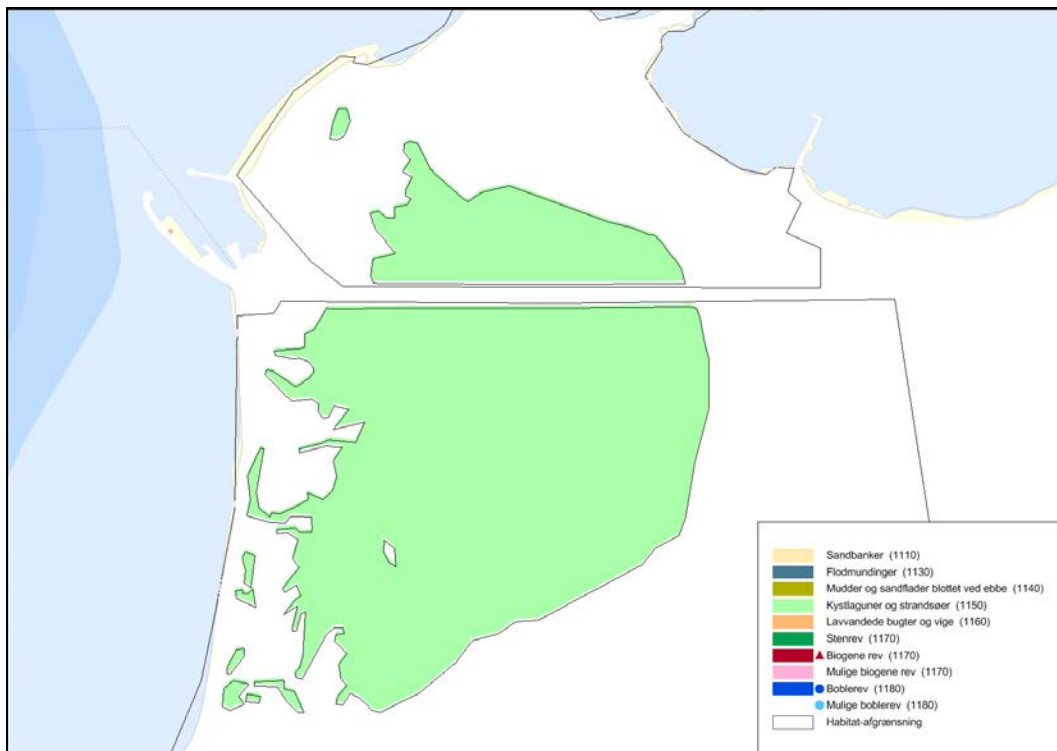 Sandbanker (1110)
Flodmundinger (1130)
Mudder og sandflader blottet ved ebbe (1140)
Kystlaguner og strandsøer (1150)
Lavvandede bugter og vige (1160)
Stenrev (1170)
Biogene rev (1170)
Mulige biogene rev (1170)
Boblerev (1180)
Mulige boblerev (1180)
Habitat-afgrænsning